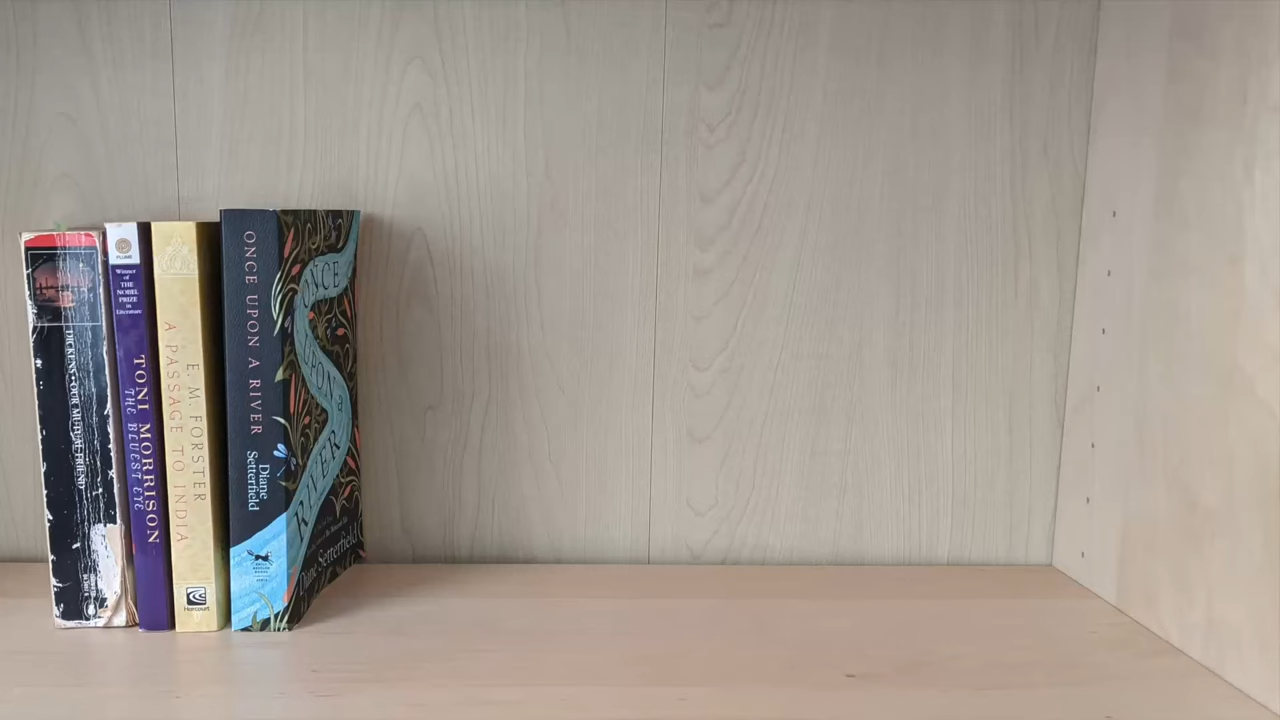 DICKENS • OUR MUTUAL FRIEND
PLUME
Winner
of
THE
NOBEL
PRIZE
in
Literature
TONI MORRISON
THE BLUEST EYE
E. M. FORSTER
A PASSAGE TO INDIA
Harcourt
ONCE UPON A RIVER
Diane
Setterfield
ONCE
UPON a
RIVER
Diane Setterfield